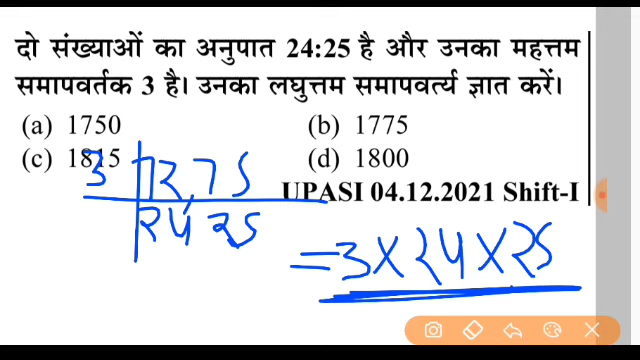 दो संख्याओं का अनुपात 24:25 है और उनका महत्तम
समापवर्तक 3 है। उनका लघुत्तम समापवर्त्य ज्ञात करें।
(a) 1750 (b) 1775
(c) 1815 (d) 1800
UPASI 04.12.2021 Shift-I
3 72,75
24 25
=3×24×25